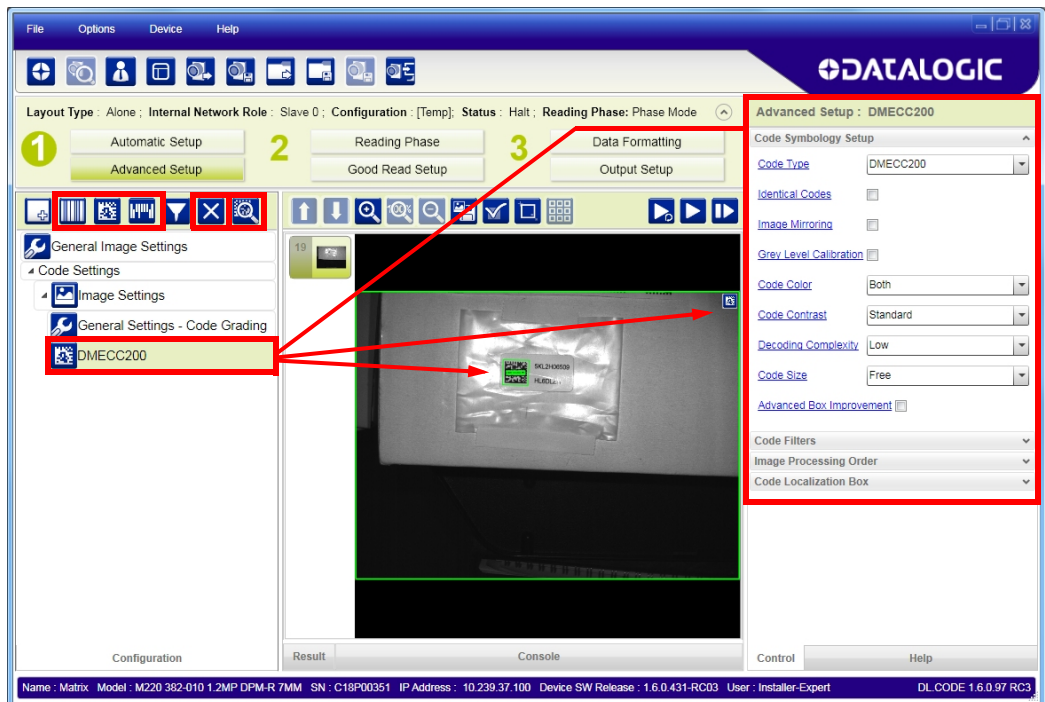 File Options Device Help
DATALOGIC
Layout Type : Alone ; Internal Network Role : Slave 0 ; Configuration : [Temp]; Status : Halt ; Reading Phase: Phase Mode
1 Automatic Setup 2 Reading Phase 3 Data Formatting
Advanced Setup Good Read Setup Output Setup
Advanced Setup : DMECC200
Code Symbology Setup
Code Type DMECC200
Identical Codes
Image Mirroring
Grey Level Calibration
Code Color Both
Code Contrast Standard
Decoding Complexity Low
Code Size Free
Advanced Box Improvement
Code Filters
Image Processing Order
Code Localization Box
General Image Settings
Code Settings
Image Settings
General Settings - Code Grading
DMECC200
100%
19
5KL2H00509
Configuration Result Console Control Help
Name : Matrix Model : M220 382-010 1.2MP DPM-R 7MM SN : C18P00351 IP Address : 10.239.37.100 Device SW Release : 1.6.0.431-RC03 User : Installer-Expert DL.CODE 1.6.0.97 RC3